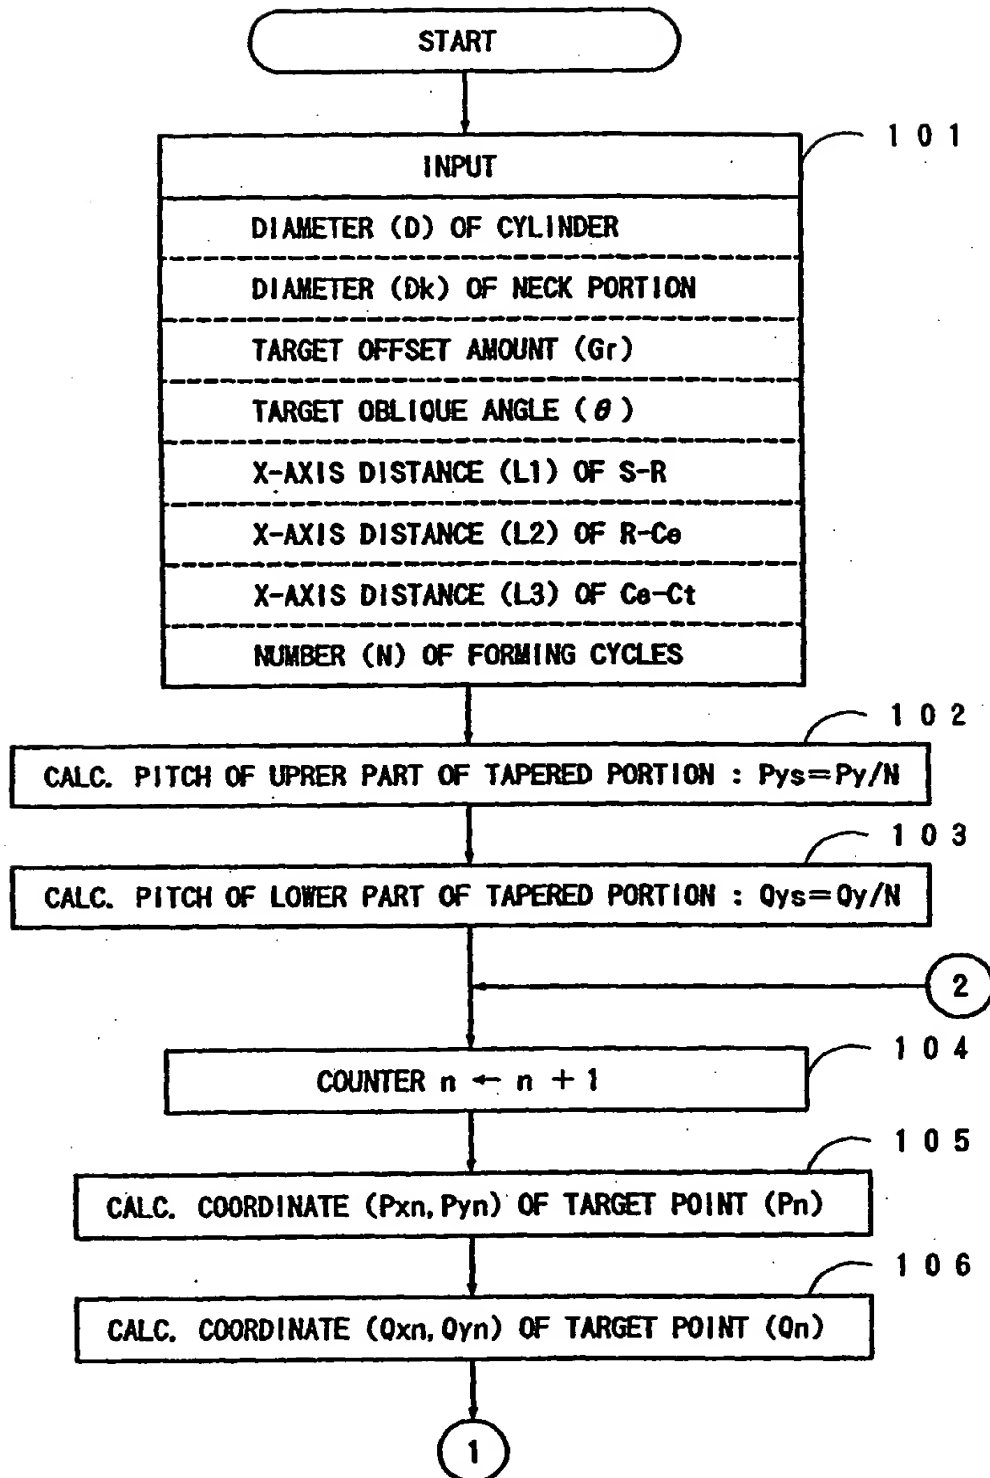 START
101
INPUT
DIAMETER (D) OF CYLINDER
DIAMETER (Dk) OF NECK PORTION
TARGET OFFSET AMOUNT (Gr)
TARGET OBLIQUE ANGLE (θ)
X-AXIS DISTANCE (L1) OF S-R
X-AXIS DISTANCE (L2) OF R-Ce
X-AXIS DISTANCE (L3) OF Ce-Ct
NUMBER (N) OF FORMING CYCLES
102
CALC. PITCH OF UPRER PART OF TAPERED PORTION : Pys=Py/N
103
CALC. PITCH OF LOWER PART OF TAPERED PORTION : Qys=Qy/N
2
104
COUNTER n ← n + 1
105
CALC. COORDINATE (Pxn, Pyn) OF TARGET POINT (Pn)
106
CALC. COORDINATE (Qxn, Qyn) OF TARGET POINT (Qn)
1